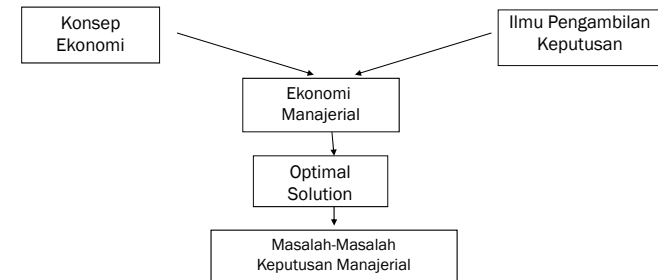 Konsep
Ekonomi
Ilmu Pengambilan
Keputusan
Ekonomi
Manajerial
Optimal
Solution
Masalah-Masalah
Keputusan Manajerial